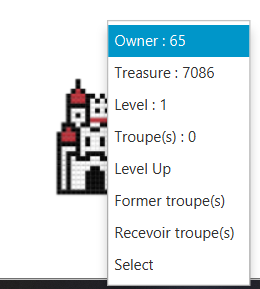 Owner : 65
Treasure : 7086
Level : 1
Troupe(s) : 0
Level Up
Former troupe(s)
Recevoir troupe(s)
Select